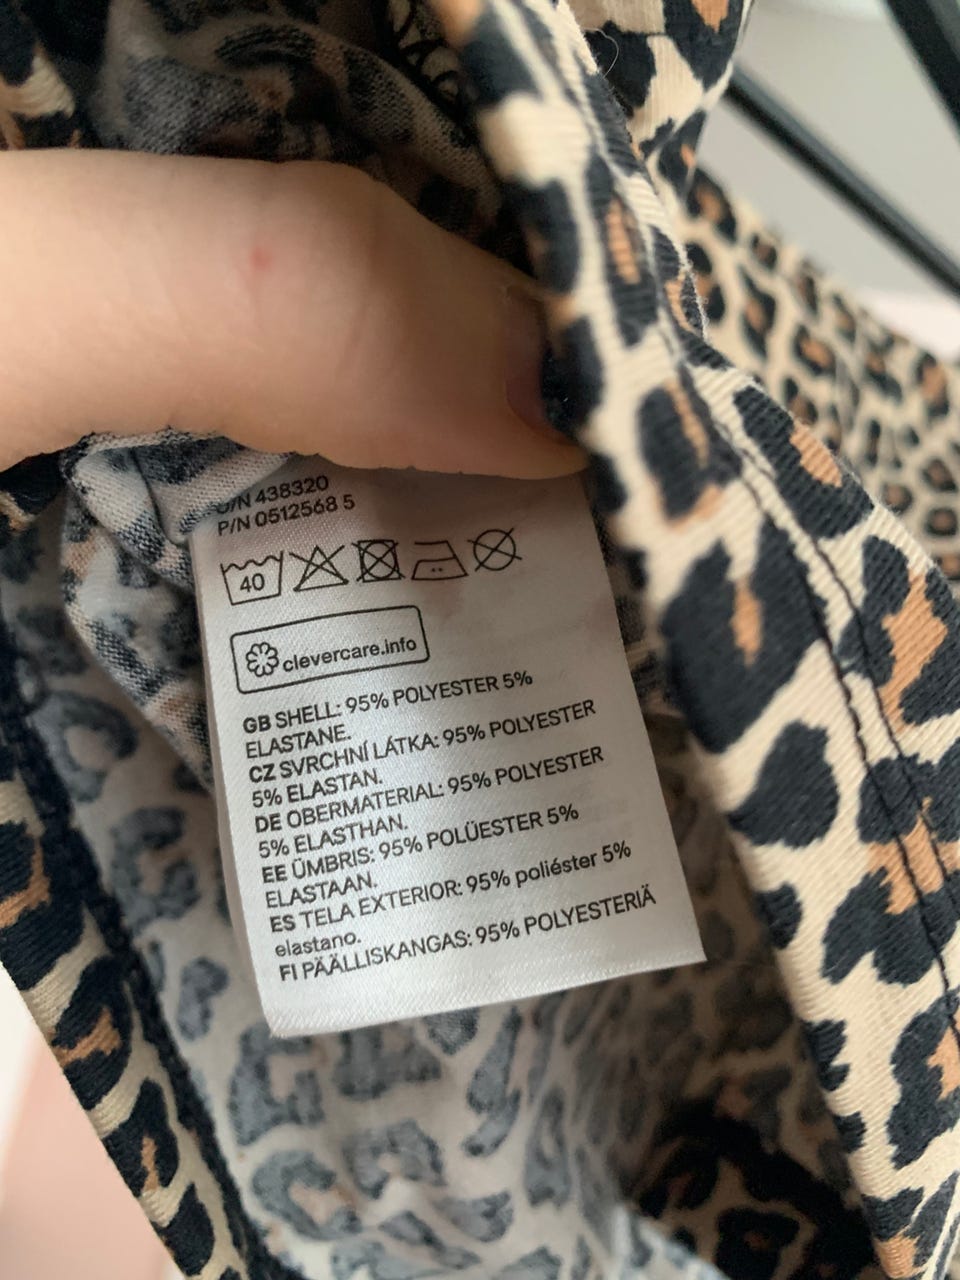 O/N 438320
P/N 0512568 5
40
clevercare.info
GB SHELL: 95% POLYESTER 5%
ELASTANE.
CZ SVRCHNÍ LÁTKA: 95% POLYESTER
5% ELASTAN.
DE OBERMATERIAL: 95% POLYESTER
5% ELASTHAN.
EE ÜMBRIS: 95% POLÜESTER 5%
ELASTAAN.
ES TELA EXTERIOR: 95% poliéster 5%
elastano.
FI PÄÄLLISKANGAS: 95% POLYESTERIÄ